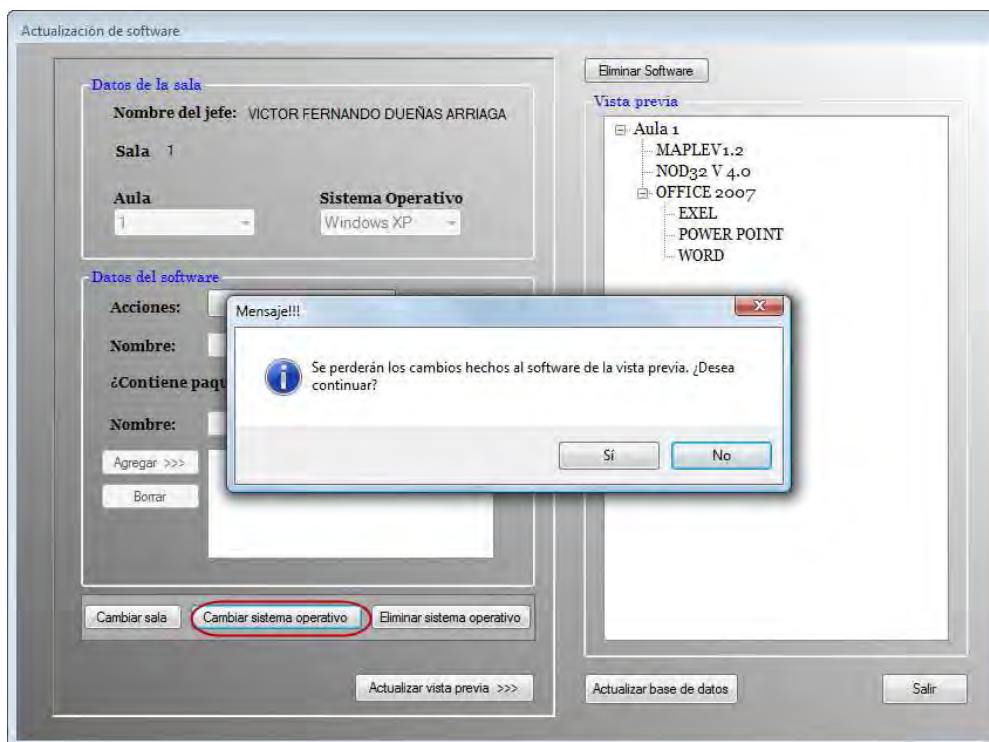 Actualización de software
Datos de la sala
Nombre del jefe: VICTOR FERNANDO DUEÑAS ARRIAGA
Sala 1
Aula
Sistema Operativo
1
Windows XP
Datos del software
Acciones:
Nombre:
¿Contiene paqu
Nombre:
Agregar >>>
Borrar
Cambiar sala
Cambiar sistema operativo
Eliminar sistema operativo
Actualizar vista previa >>>
Eliminar Software
Vista previa
Aula 1
MAPLEV1.2
NOD32 V 4.0
OFFICE 2007
EXEL
POWER POINT
WORD
Actualizar base de datos
Salir
Mensaje!!!
Se perderán los cambios hechos al software de la vista previa. ¿Desea
continuar?
Sí
No